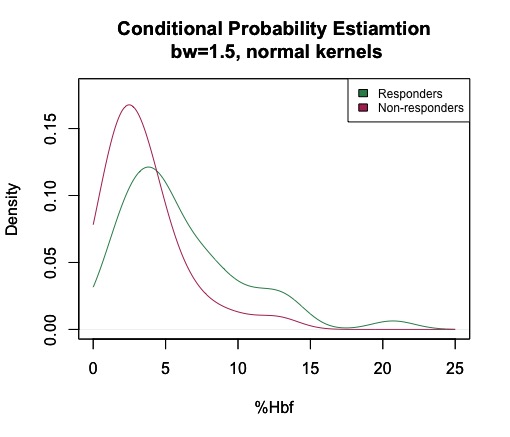 Conditional Probability Estiamtion
bw=1.5, normal kernels
Responders
Non-responders
Density
0.15
0.10
0.05
0.00
0 5 10 15 20 25
%Hbf